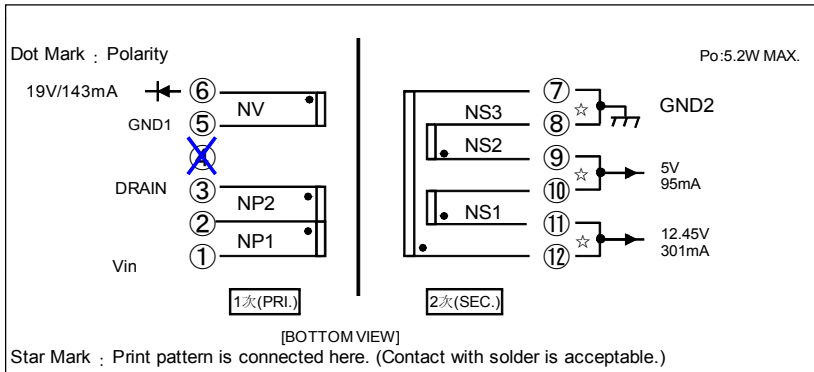 Dot Mark : Polarity
Po:5.2W MAX.
19V/143mA
⑥
NV
GND1
⑤
④
DRAIN
③
NP2
②
NP1
Vin
①
1次(PRI.)
⑦
NS3
☆
GND2
⑧
NS2
⑨
☆
5V
95mA
⑩
NS1
⑪
☆
12.45V
301mA
⑫
2次(SEC.)
[BOTTOM VIEW]
Star Mark : Print pattern is connected here. (Contact with solder is acceptable.)